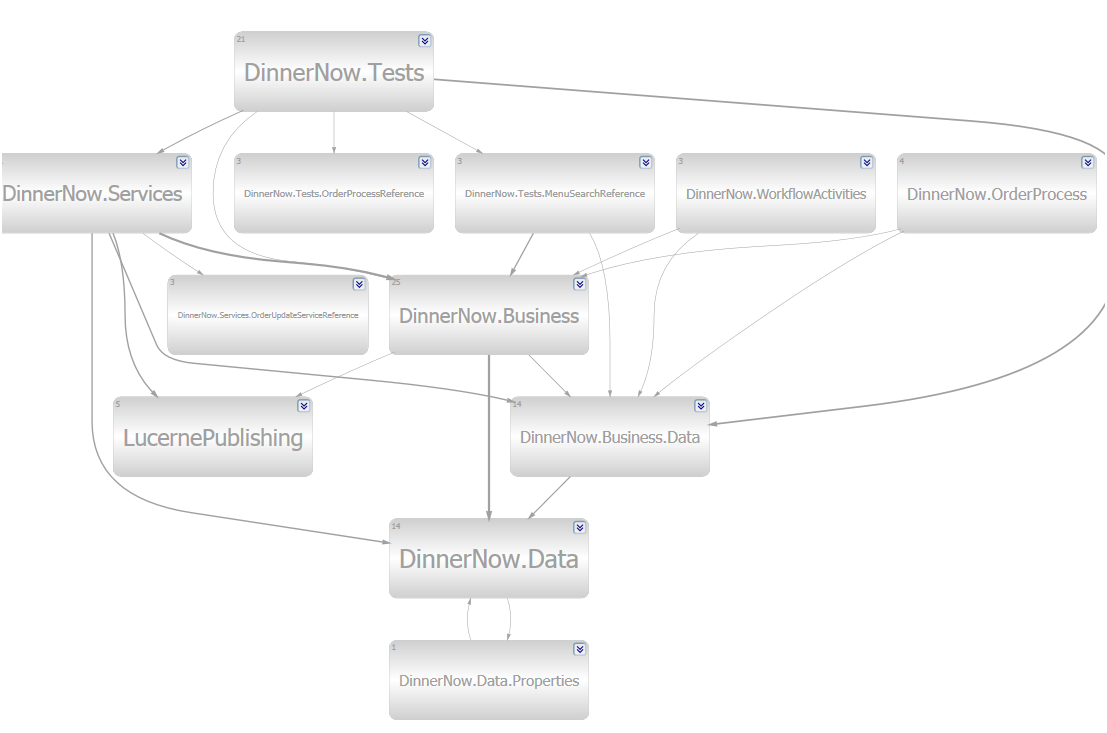 21
DinnerNow.Tests
DinnerNow.Services
3
DinnerNow.Tests.OrderProcessReference
3
DinnerNow.Tests.MenuSearchReference
3
DinnerNow.WorkflowActivities
4
DinnerNow.OrderProcess
3
DinnerNow.Services.OrderUpdateServiceReference
25
DinnerNow.Business
5
LucernePublishing
14
DinnerNow.Business.Data
14
DinnerNow.Data
1
DinnerNow.Data.Properties